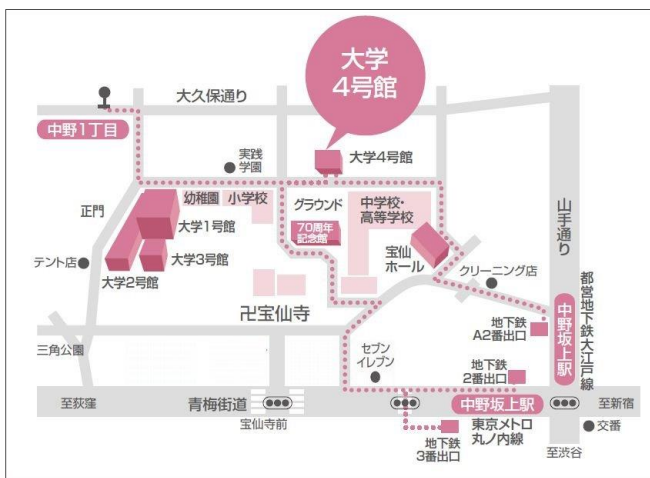 大学
4号館
大久保通り
中野1丁目
実践
学園
大学4号館
正門
幼稚園
小学校
グラウンド
中学校・
高等学校
山手通り
大学1号館
70周年
記念館
宝仙
ホール
テント店
大学3号館
大学2号館
クリーニング店
都営地下鉄大江戸線
卍宝仙寺
地下鉄
A2番出口
中野坂上駅
三角公園
セブン
イレブン
地下鉄
2番出口
至荻窪
青梅街道
中野坂上駅
至新宿
宝仙寺前
東京メトロ
丸ノ内線
交番
地下鉄
3番出口
至渋谷